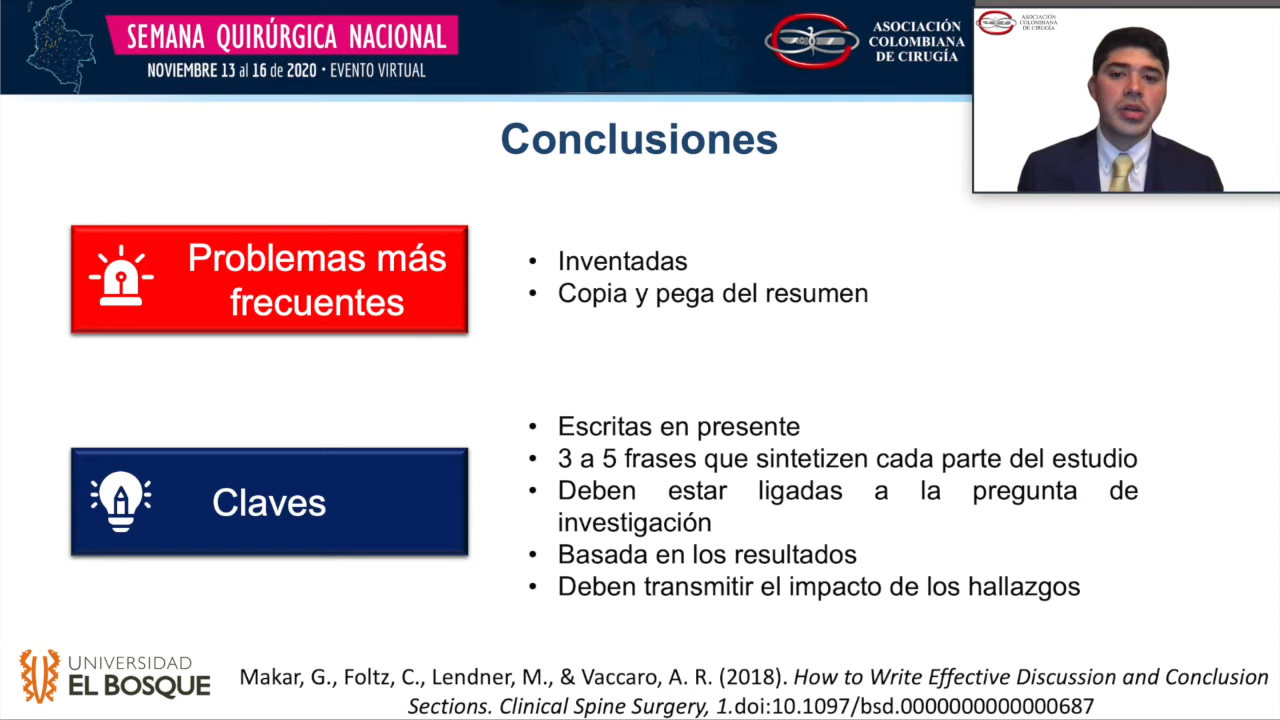 SEMANA QUIRÚRGICA NACIONAL
NOVIEMBRE 13 al 16 de 2020 • EVENTO VIRTUAL
ASOCIACIÓN
COLOMBIANA
DE CIRUGÍA
ASOCIACIÓN
COLOMBIANA
DE CIRUGÍA
Conclusiones
Problemas más
frecuentes
• Inventadas
• Copia y pega del resumen
Claves
• Escritas en presente
• 3 a 5 frases que sintetizen cada parte del estudio
• Deben estar ligadas a la pregunta de
investigación
• Basada en los resultados
• Deben transmitir el impacto de los hallazgos
UNIVERSIDAD
EL BOSQUE
Makar, G., Foltz, C., Lendner, M., & Vaccaro, A. R. (2018). How to Write Effective Discussion and Conclusion
Sections. Clinical Spine Surgery, 1.doi:10.1097/bsd.0000000000000687